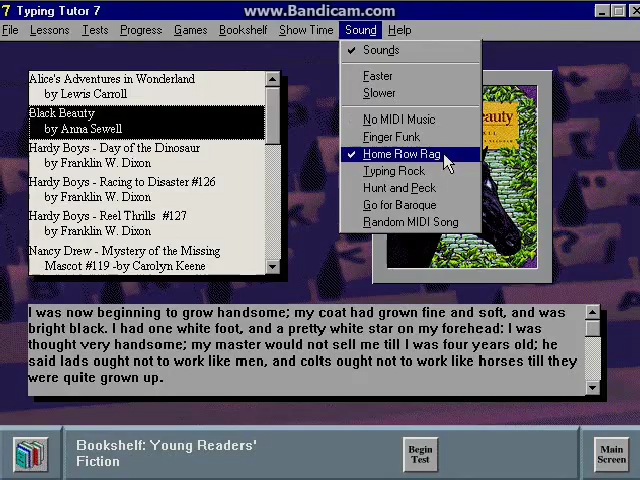 7 Typing Tutor 7
www.Bandicam.com
File Lessons Tests Progress Games Bookshelf Show Time Sound Help
Sounds
Faster
Slower
No MIDI Music
Finger Funk
Home Row Rag
Typing Rock
Hunt and Peck
Go for Baroque
Random MIDI Song
Alice's Adventures in Wonderland
by Lewis Carroll
Black Beauty
by Anna Sewell
Hardy Boys - Day of the Dinosaur
by Franklin W. Dixon
Hardy Boys - Racing to Disaster #126
by Franklin W. Dixon
Hardy Boys - Reel Thrills #127
by Franklin W. Dixon
Nancy Drew - Mystery of the Missing
Mascot #119 -by Carolyn Keene
I was now beginning to grow handsome; my coat had grown fine and soft, and was
bright black. I had one white foot, and a pretty white star on my forehead: I was
thought very handsome; my master would not sell me till I was four years old; he
said lads ought not to work like men, and colts ought not to work like horses till they
were quite grown up.
Bookshelf: Young Readers'
Fiction
Begin
Test
Main
Screen